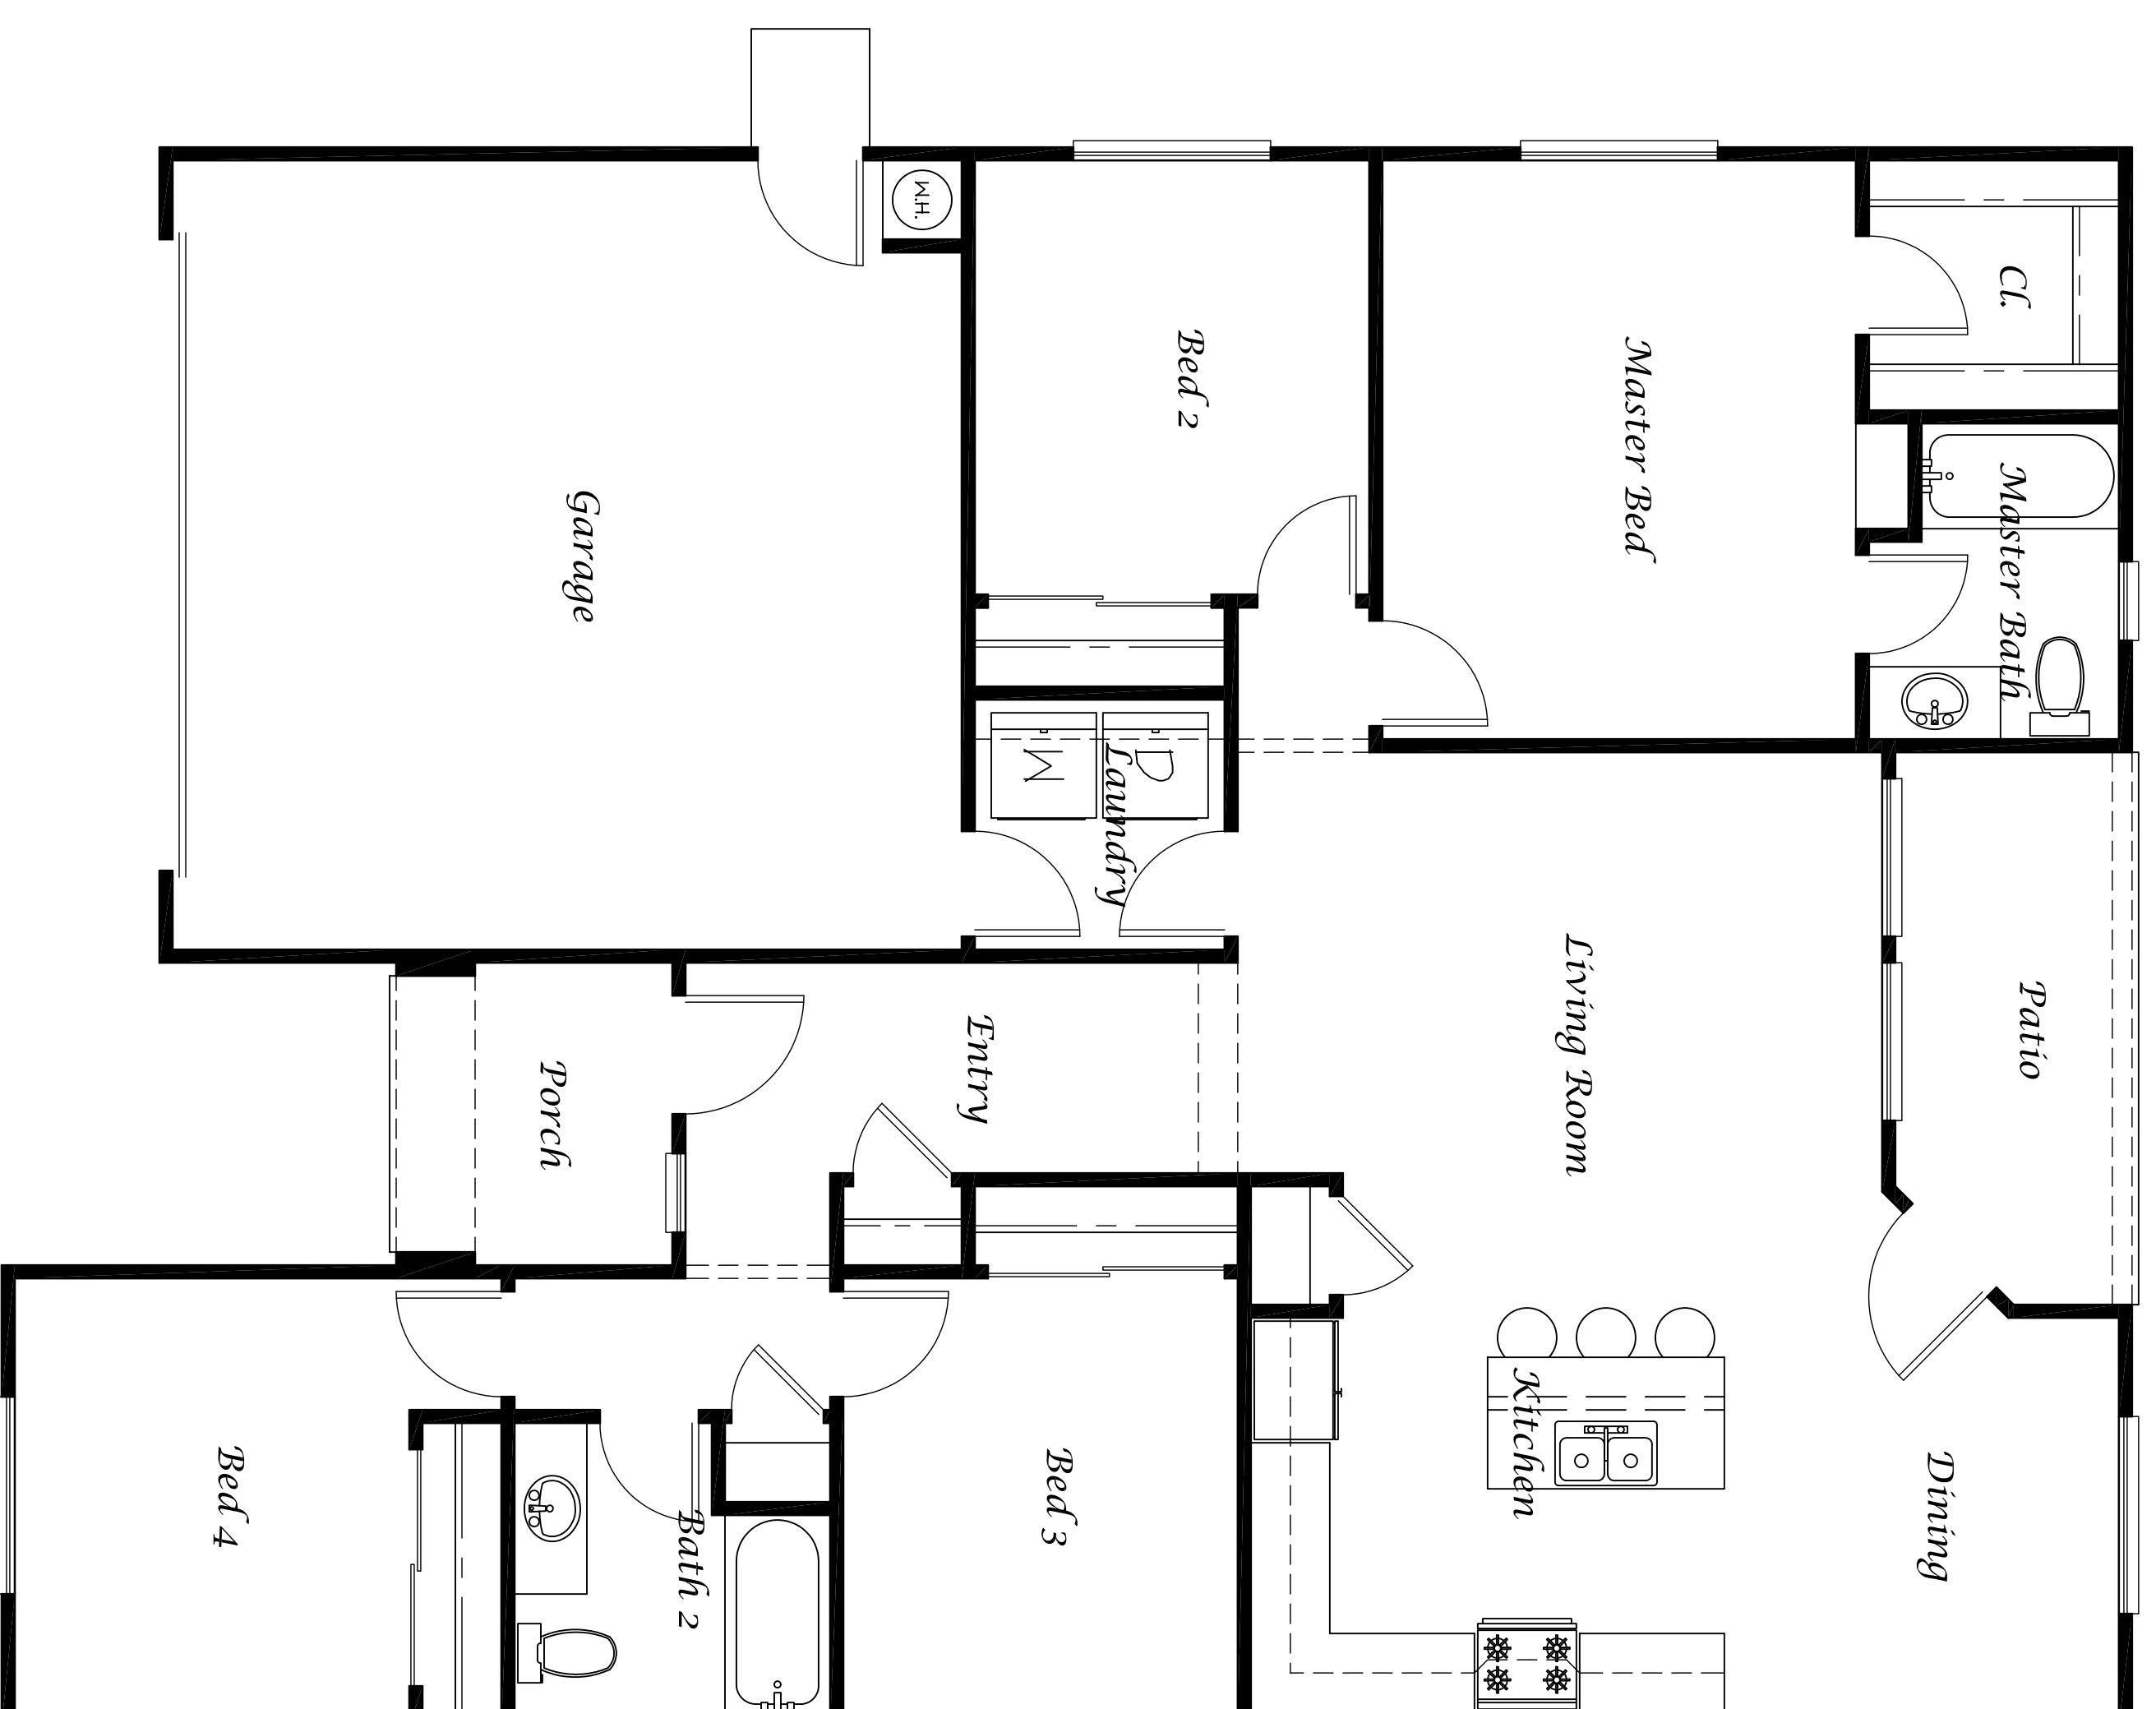 W.H.
Cl.
Bed 2
Master Bed
Master Bath
Garage
W
D
Laundry
Living Room
Patio
Entry
Porch
Kitchen
Bed 4
Bed 3
Dining
Bath 2